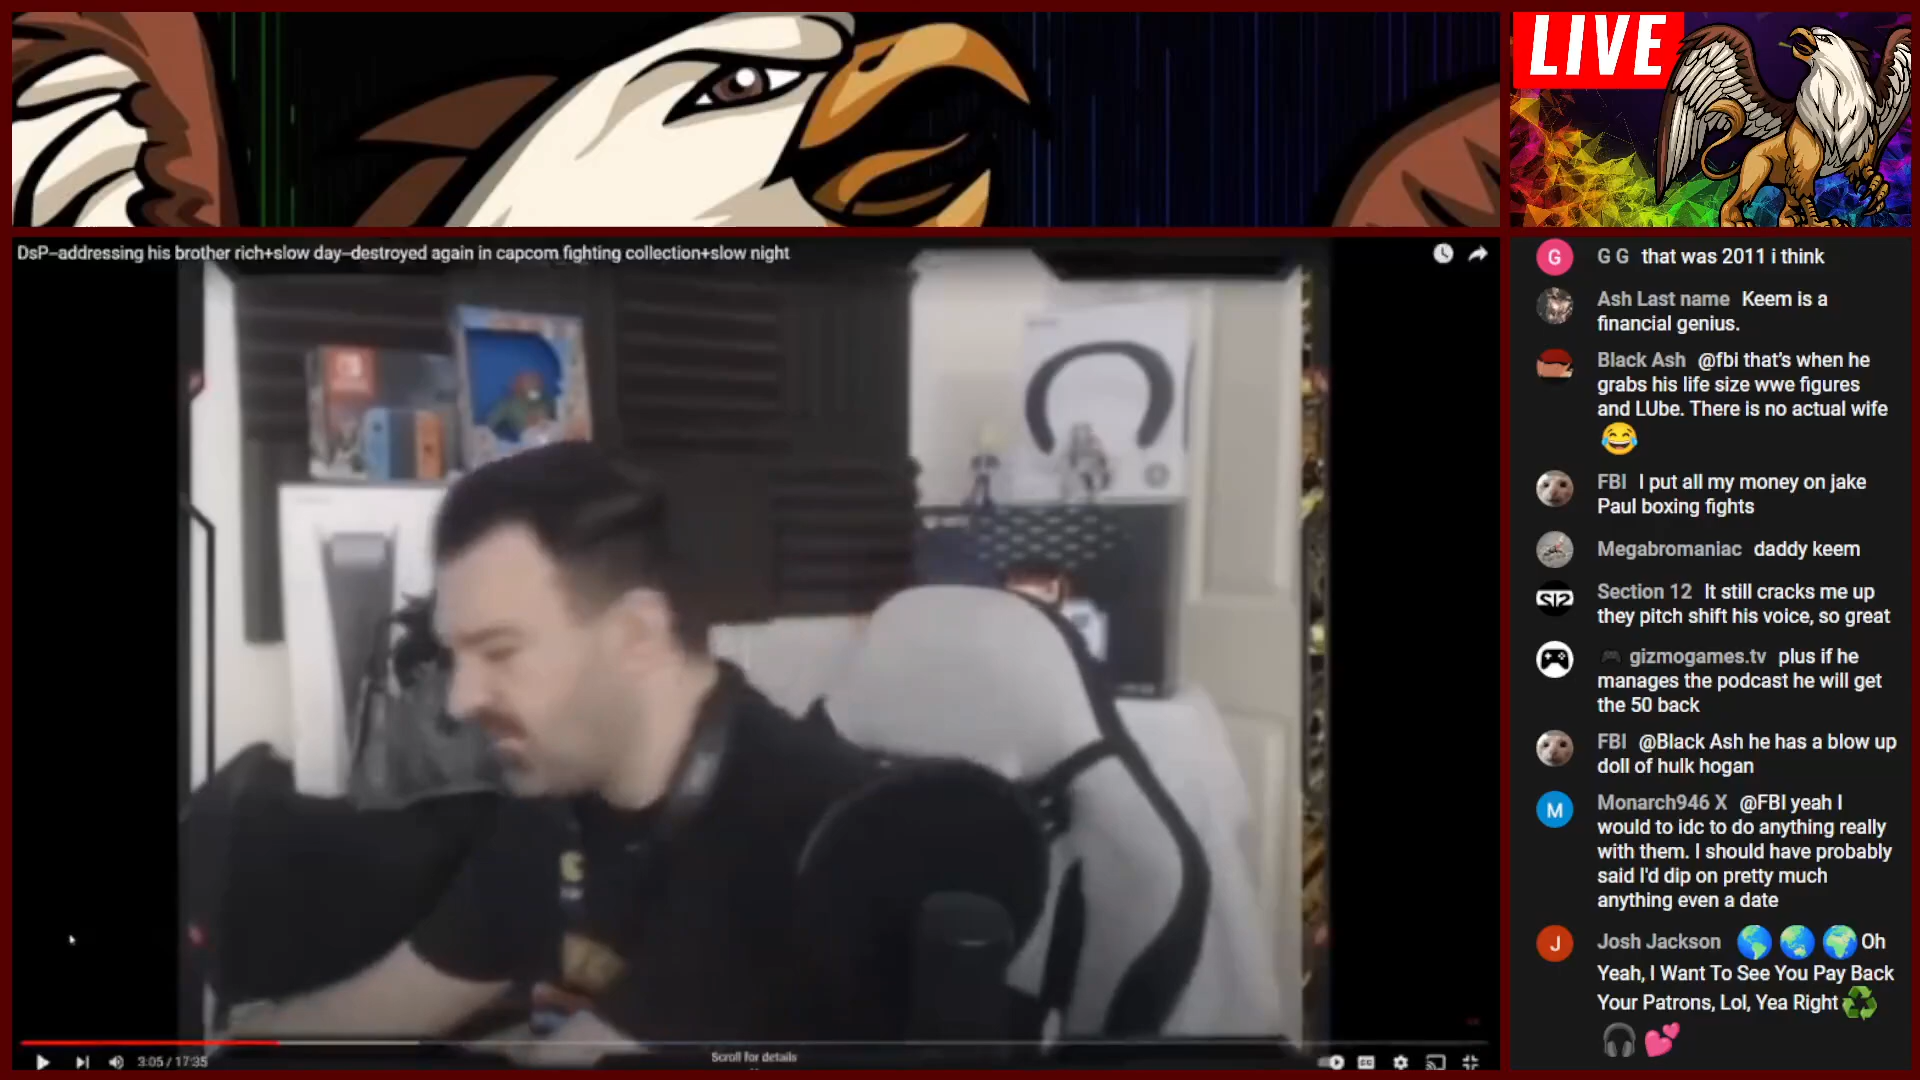 LIVE
DsP–addressing his brother rich+slow day–destroyed again in capcom fighting collection+slow night
G G that was 2011 i think
Ash Last name Keem is a
financial genius.
Black Ash @fbi that's when he
grabs his life size wwe figures
and LUbe. There is no actual wife
😂
FBI I put all my money on jake
Paul boxing fights
Megabromaniac daddy keem
S12
Section 12 It still cracks me up
they pitch shift his voice, so great
🎮 gizmogames.tv plus if he
manages the podcast he will get
the 50 back
FBI @Black Ash he has a blow up
doll of hulk hogan
M
Monarch946 X @FBI yeah I
would to idc to do anything really
with them. I should have probably
said I'd dip on pretty much
anything even a date
J
Josh Jackson 🌎 🌏 🌍 Oh
Yeah, I Want To See You Pay Back
Your Patrons, Lol, Yea Right ♻️
🎧 💕
3:05 / 17:35
Scroll for details
CC